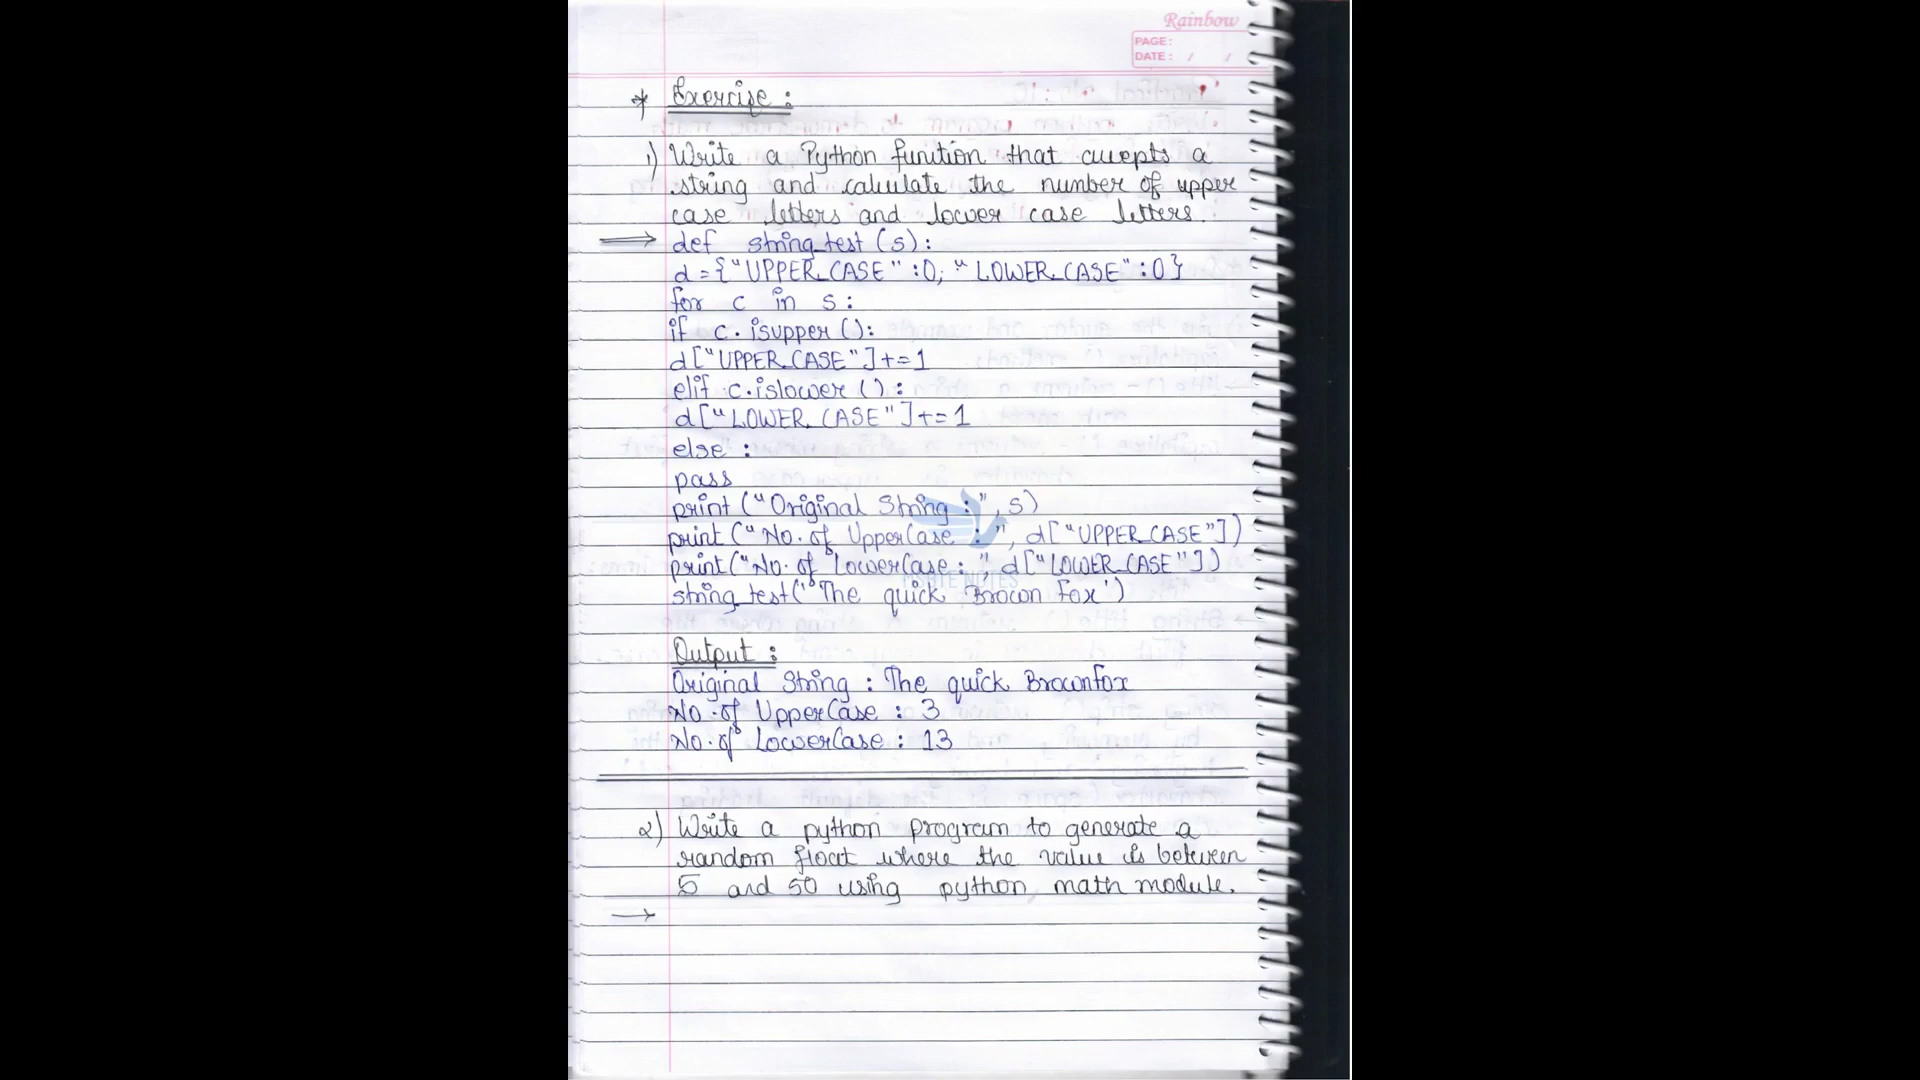 Rainbow
PAGE:
DATE: / /
* Exercise :
1) Write a Python function that accepts a
string and calculate the number of upper
case letters and lower case letters.
⟹ def string_test (s):
d = {"UPPER_CASE" :0, "LOWER_CASE" :0}
for c in s :
if c. isupper ():
d["UPPER_CASE"]+=1
elif c.islower ():
d["LOWER_CASE"]+=1
else :
pass
print ("Original String :", s)
print ("No. of UpperCase : ", d["UPPER_CASE"])
print("No. of LowerCase : ", d["LOWER_CASE"])
MSBTE NOTES
string_test('The quick Brown Fox')
Output :
Original String : The quick BrownFox
No. of UpperCase : 3
No. of LowerCase : 13
2) Write a python program to generate a
random float where the value is between
5 and 50 using python math module.
→